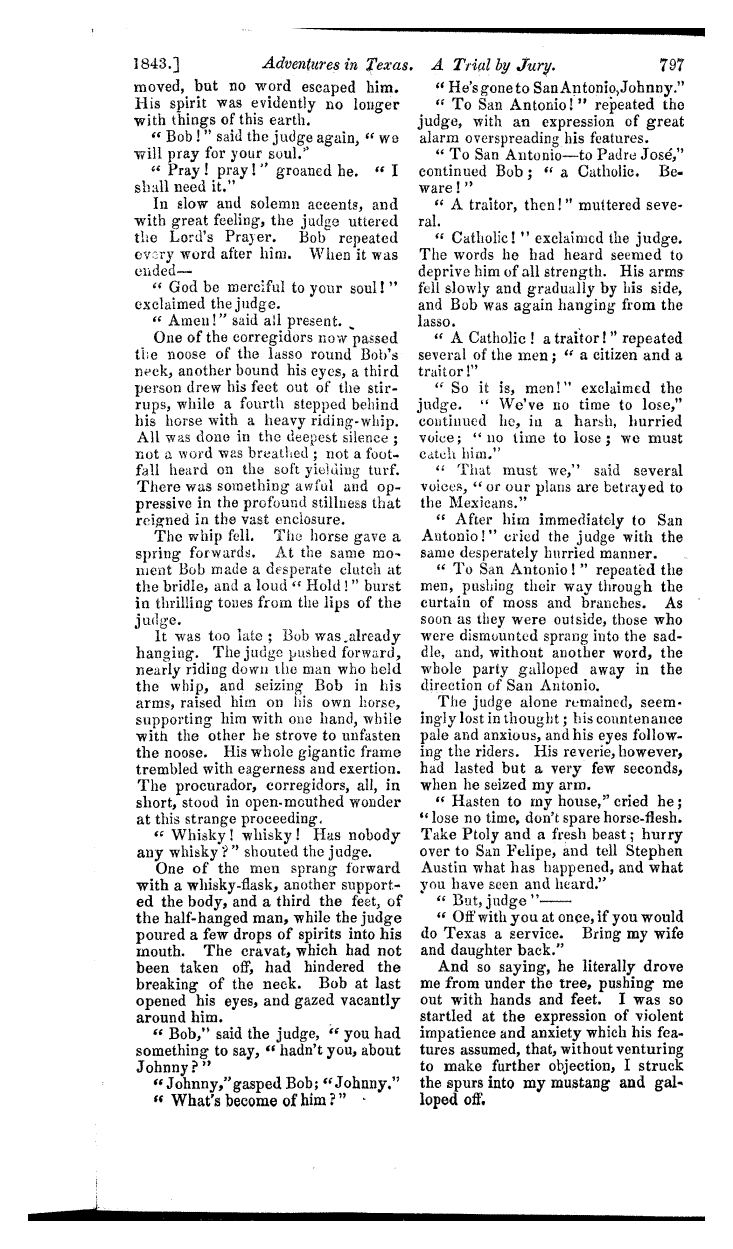 1843.] Adventures in Texas. A Trial by Jury. 797
moved, but no word escaped him.
His spirit was evidently no longer
with things of this earth.
“ Bob ! ” said the judge again, “ we
will pray for your soul.”
“ Pray ! pray ! ” groaned he. “ I
shall need it.”
In slow and solemn accents, and
with great feeling, the judge uttered
the Lord's Prayer. Bob repeated
every word after him. When it was
ended—
“ God be merciful to your soul ! ”
exclaimed the judge.
“ Amen !” said all present.
One of the corregidors now passed
the noose of the lasso round Bob's
neck, another bound his eyes, a third
person drew his feet out of the stir-
rups, while a fourth stepped behind
his horse with a heavy riding-whip.
All was done in the deepest silence ;
not a word was breathed ; not a foot-
fall heard on the soft yielding turf.
There was something awful and op-
pressive in the profound stillness that
reigned in the vast enclosure.
The whip fell. The horse gave a
spring forwards. At the same mo-
ment Bob made a desperate clutch at
the bridle, and a loud “ Hold ! ” burst
in thrilling tones from the lips of the
judge.
It was too late ; Bob was already
hanging. The judge pushed forward,
nearly riding down the man who held
the whip, and seizing Bob in his
arms, raised him on his own horse,
supporting him with one hand, while
with the other he strove to unfasten
the noose. His whole gigantic frame
trembled with eagerness and exertion.
The procurador, corregidors, all, in
short, stood in open-mouthed wonder
at this strange proceeding.
“ Whisky ! whisky ! Has nobody
any whisky ? ” shouted the judge.
One of the men sprang forward
with a whisky-flask, another support-
ed the body, and a third the feet, of
the half-hanged man, while the judge
poured a few drops of spirits into his
mouth. The cravat, which had not
been taken off, had hindered the
breaking of the neck. Bob at last
opened his eyes, and gazed vacantly
around him.
“ Bob,” said the judge, “ you had
something to say, “ hadn't you, about
Johnny ? ”
“ Johnny,” gasped Bob; “ Johnny.”
“ What's become of him ? ”
“ He's gone to San Antonio, Johnny.”
“ To San Antonio ! ” repeated the
judge, with an expression of great
alarm overspreading his features.
“ To San Antonio—to Padre José,”
continued Bob ; “ a Catholic. Be-
ware ! ”
“ A traitor, then ! ” muttered seve-
ral.
“ Catholic ! ” exclaimed the judge.
The words he had heard seemed to
deprive him of all strength. His arms
fell slowly and gradually by his side,
and Bob was again hanging from the
lasso.
“ A Catholic ! a traitor ! ” repeated
several of the men ; “ a citizen and a
traitor !”
“ So it is, men ! ” exclaimed the
judge. “ We've no time to lose,”
continued he, in a harsh, hurried
voice; “ no time to lose ; we must
catch him.”
“ That must we,” said several
voices, “ or our plans are betrayed to
the Mexicans.”
“ After him immediately to San
Antonio ! ” cried the judge with the
same desperately hurried manner.
“ To San Antonio ! ” repeated the
men, pushing their way through the
curtain of moss and branches. As
soon as they were outside, those who
were dismounted sprang into the sad-
dle, and, without another word, the
whole party galloped away in the
direction of San Antonio.
The judge alone remained, seem-
ingly lost in thought ; his countenance
pale and anxious, and his eyes follow-
ing the riders. His reverie, however,
had lasted but a very few seconds,
when he seized my arm.
“ Hasten to my house,” cried he ;
“ lose no time, don't spare horse-flesh.
Take Ptoly and a fresh beast ; hurry
over to San Felipe, and tell Stephen
Austin what has happened, and what
you have seen and heard.”
“ But, judge ”——
“ Off with you at once, if you would
do Texas a service. Bring my wife
and daughter back.”
And so saying, he literally drove
me from under the tree, pushing me
out with hands and feet. I was so
startled at the expression of violent
impatience and anxiety which his fea-
tures assumed, that, without venturing
to make further objection, I struck
the spurs into my mustang and gal-
loped off.